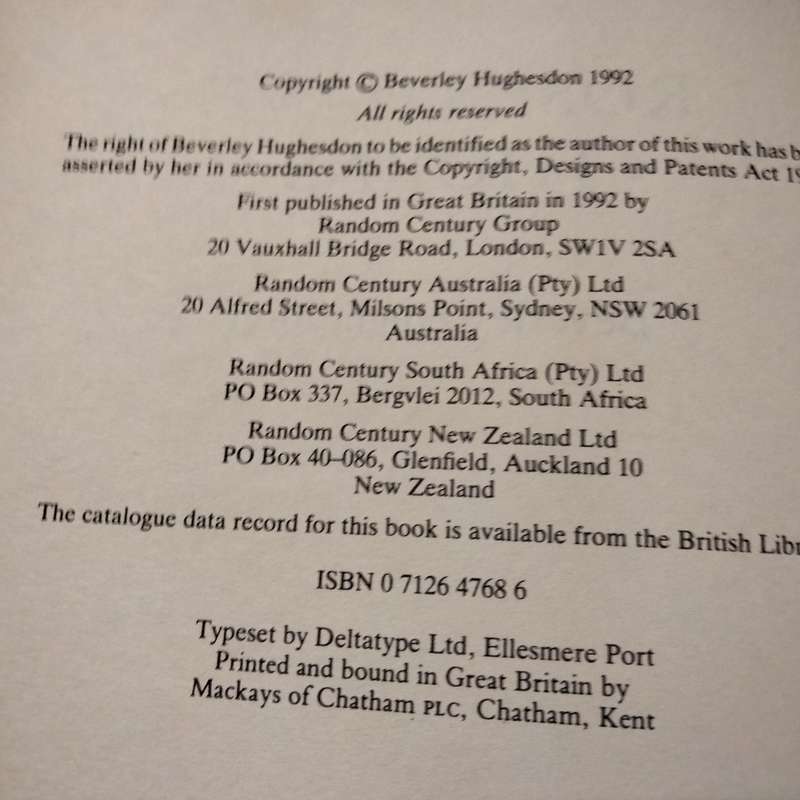 Copyright © Beverley Hughesdon 1992
All rights reserved
The right of Beverley Hughesdon to be identified as the author of this work has b
asserted by her in accordance with the Copyright, Designs and Patents Act 19
First published in Great Britain in 1992 by
Random Century Group
20 Vauxhall Bridge Road, London, SW1V 2SA
Random Century Australia (Pty) Ltd
20 Alfred Street, Milsons Point, Sydney, NSW 2061
Australia
Random Century South Africa (Pty) Ltd
PO Box 337, Bergvlei 2012, South Africa
Random Century New Zealand Ltd
PO Box 40–086, Glenfield, Auckland 10
New Zealand
The catalogue data record for this book is available from the British Libr
ISBN 0 7126 4768 6
Typeset by Deltatype Ltd, Ellesmere Port
Printed and bound in Great Britain by
Mackays of Chatham PLC, Chatham, Kent